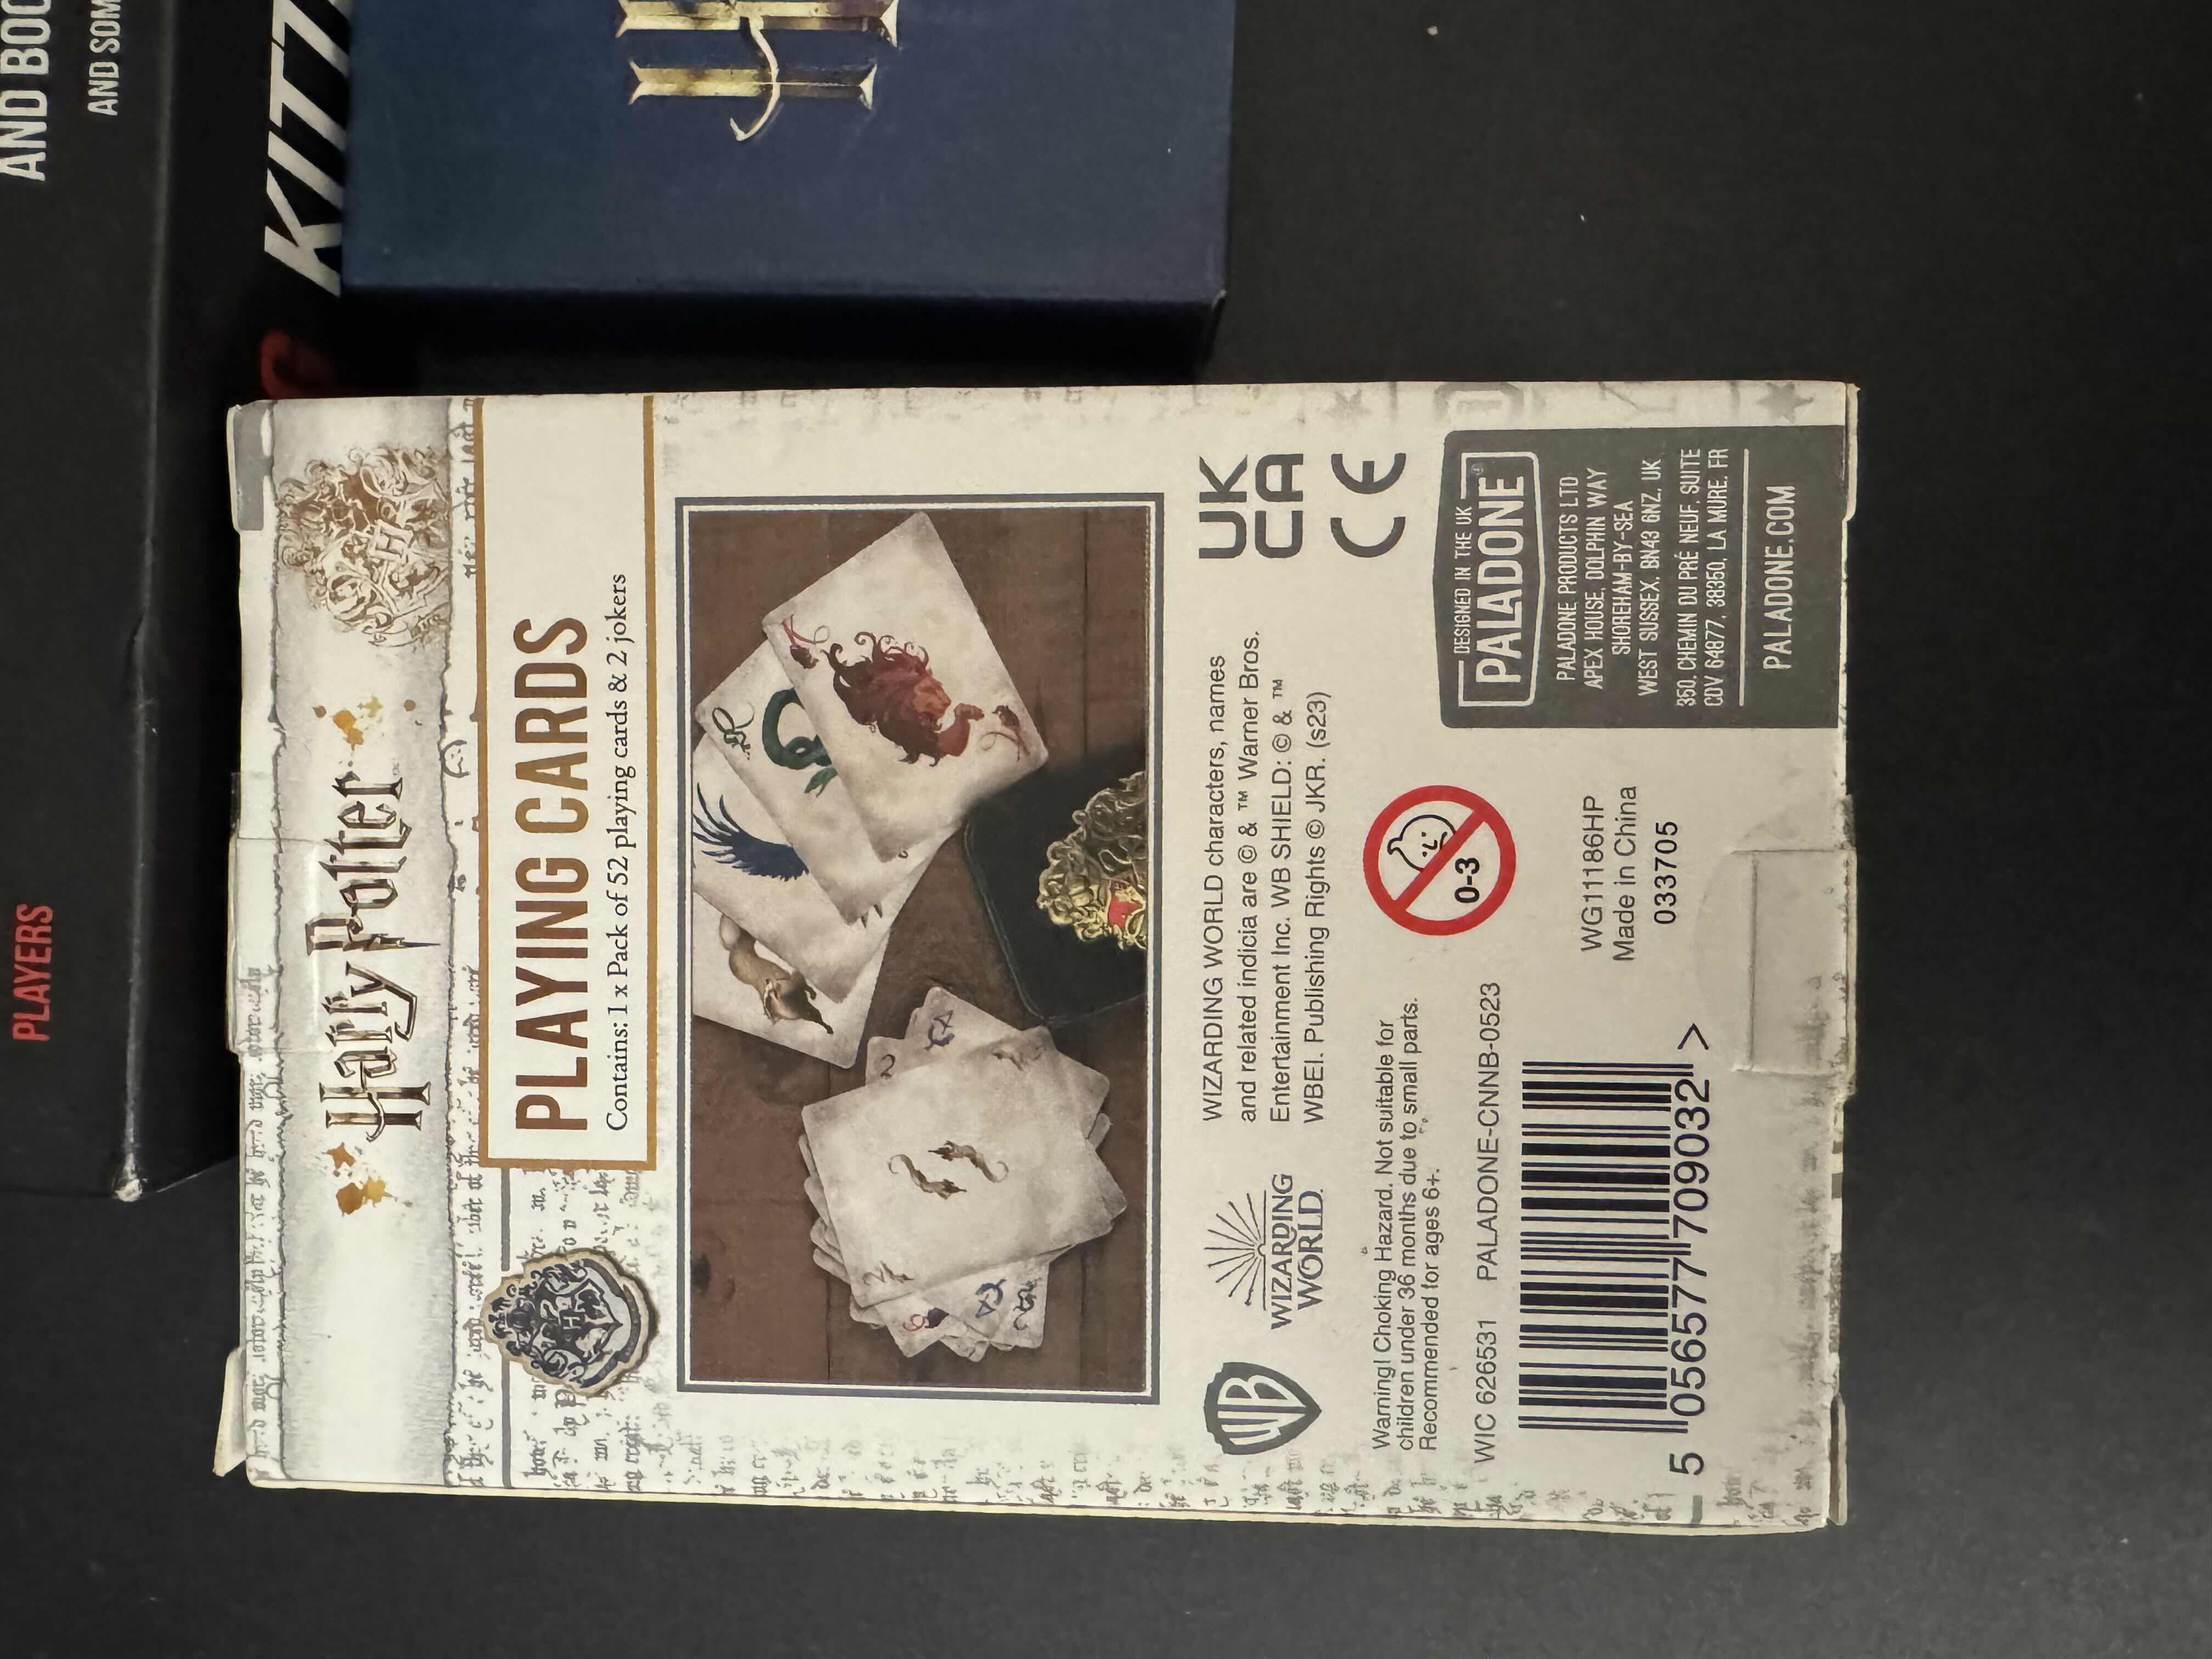 AND BOO
AND SOM
KITT
PLAYERS
Harry Potter
PLAYING CARDS
Contains: 1 x Pack of 52 playing cards & 2 jokers
WB
WIZARDING
WORLD
WIZARDING WORLD characters, names
and related indicia are © & ™ Warner Bros.
Entertainment Inc. WB SHIELD: © & ™
WBEI. Publishing Rights © JKR. (s23)
UK
CA
CE
Warning! Choking Hazard. Not suitable for
children under 36 months due to small parts.
Recommended for ages 6+.
0-3
WIC 626531 PALADONE-CNNB-0523
5 056577 709032 >
WG11186HP
Made in China
033705
DESIGNED IN THE UK
PALADONE®
PALADONE PRODUCTS LTD
APEX HOUSE, DOLPHIN WAY
SHOREHAM-BY-SEA
WEST SUSSEX, BN43 6NZ, UK
350, CHEMIN DU PRÉ NEUF, SUITE
CDV 64877, 38350, LA MURE, FR
PALADONE.COM